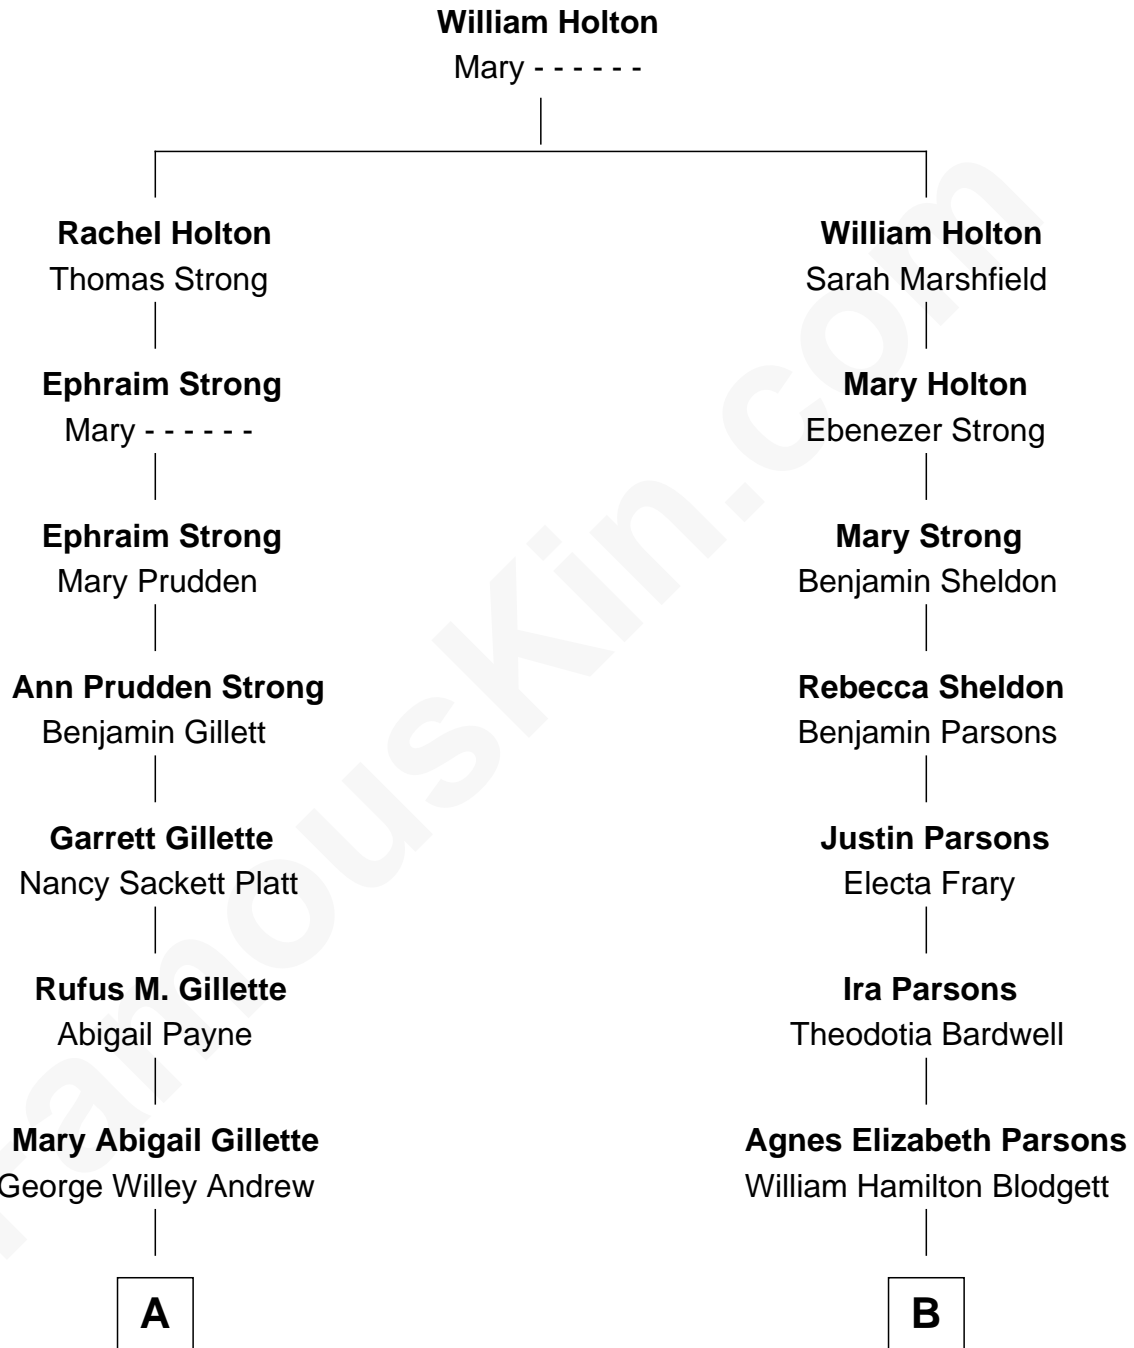 William Holton
Mary - - - - - -
Rachel Holton
Thomas Strong
William Holton
Sarah Marshfield
Ephraim Strong
Mary - - - - - -
Mary Holton
Ebenezer Strong
Ephraim Strong
Mary Prudden
Mary Strong
Benjamin Sheldon
Ann Prudden Strong
Benjamin Gillett
Rebecca Sheldon
Benjamin Parsons
Garrett Gillette
Nancy Sackett Platt
Justin Parsons
Electa Frary
Rufus M. Gillette
Abigail Payne
Ira Parsons
Theodotia Bardwell
Mary Abigail Gillette
George Willey Andrew
Agnes Elizabeth Parsons
William Hamilton Blodgett
A
B
famouskin.com